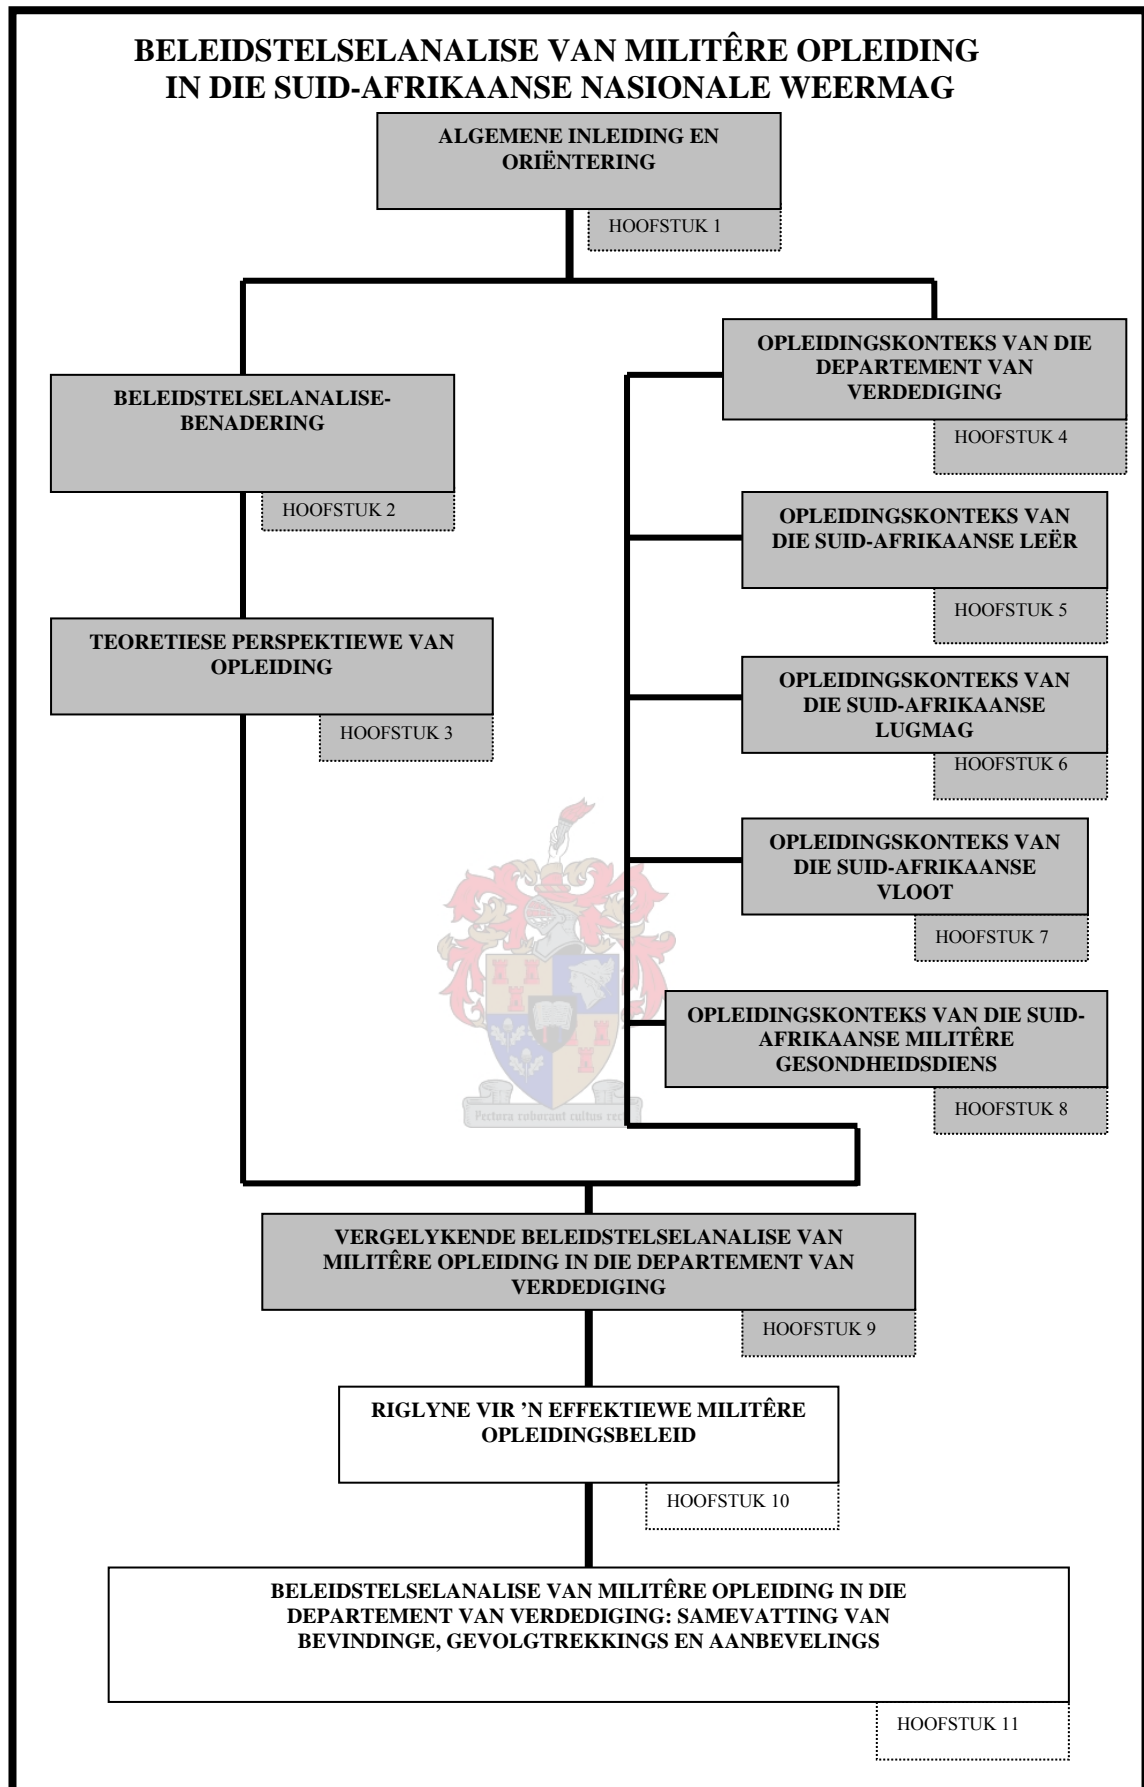 BELEIDSTELSELANALISE VAN MILITÊRE OPLEIDING
IN DIE SUID-AFRIKAANSE NASIONALE WEERMAG
ALGEMENE INLEIDING EN
ORIËNTERING
HOOFSTUK 1
BELEIDSTELSELANALISE-
BENADERING
HOOFSTUK 2
TEORETIESE PERSPEKTIEWE VAN
OPLEIDING
HOOFSTUK 3
OPLEIDINGSKONTEKS VAN DIE
DEPARTEMENT VAN
VERDEDIGING
HOOFSTUK 4
OPLEIDINGSKONTEKS VAN
DIE SUID-AFRIKAANSE LEËR
HOOFSTUK 5
OPLEIDINGSKONTEKS VAN
DIE SUID-AFRIKAANSE
LUGMAG
HOOFSTUK 6
OPLEIDINGSKONTEKS VAN
DIE SUID-AFRIKAANSE
VLOOT
HOOFSTUK 7
OPLEIDINGSKONTEKS VAN DIE SUID-
AFRIKAANSE MILITÊRE
GESONDHEIDSDIENS
HOOFSTUK 8
Pectora roborant cultus recti
VERGELYKENDE BELEIDSTELSELANALISE VAN
MILITÊRE OPLEIDING IN DIE DEPARTEMENT VAN
VERDEDIGING
HOOFSTUK 9
RIGLYNE VIR ’N EFFEKTIEWE MILITÊRE
OPLEIDINGSBELEID
HOOFSTUK 10
BELEIDSTELSELANALISE VAN MILITÊRE OPLEIDING IN DIE
DEPARTEMENT VAN VERDEDIGING: SAMEVATTING VAN
BEVINDINGE, GEVOLGTREKKINGS EN AANBEVELINGS
HOOFSTUK 11